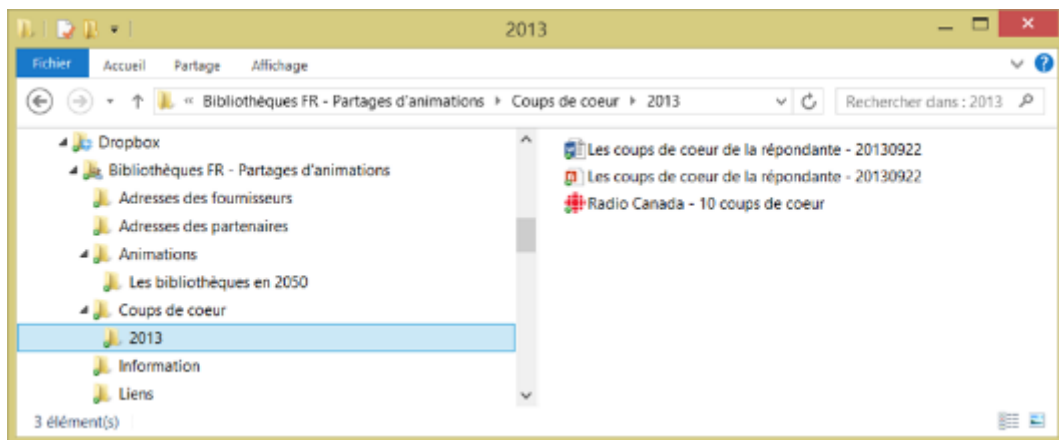 2013
Fichier Accueil Partage Affichage
« Bibliothèques FR - Partages d'animations Coups de coeur 2013 Rechercher dans : 2013
Dropbox
Bibliothèques FR - Partages d'animations
Adresses des fournisseurs
Adresses des partenaires
Animations
Les bibliothèques en 2050
Coups de coeur
2013
Information
Liens
Les coups de coeur de la répondante - 20130922
Les coups de coeur de la répondante - 20130922
Radio Canada - 10 coups de coeur
3 élément(s)